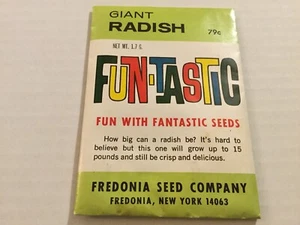 GIANT
RADISH
79¢
NET WT. 1.7 G.
FUN-TASTIC
FUN WITH FANTASTIC SEEDS
How big can a radish be? It's hard to
believe but this one will grow up to 15
pounds and still be crisp and delicious.
FREDONIA SEED COMPANY
FREDONIA, NEW YORK 14063